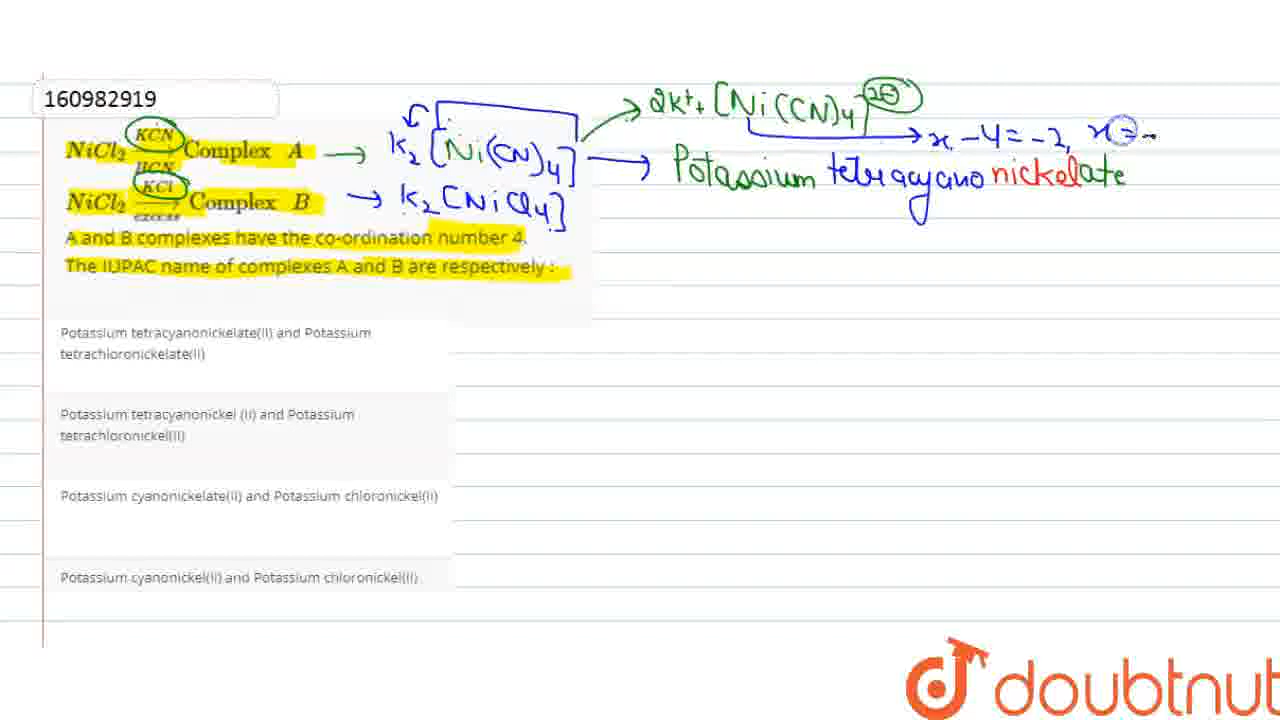 160982919
NiCl₂ KCN HCN Complex A → K₂[Ni(CN)₄] → 2K⁺ + [Ni(CN)₄]²⊖
→ x - 4 = -2, x = -
→ Potassium tetracyanonickelate
NiCl₂ KCl → excess Complex B → K₂[NiCl₄]
A and B complexes have the co-ordination number 4.
The IUPAC name of complexes A and B are respectively :
Potassium tetracyanonickelate(II) and Potassium
tetrachloronickelate(II)
Potassium tetracyanonickel (II) and Potassium
tetrachloronickel(II)
Potassium cyanonickelate(II) and Potassium chloronickel(II)
Potassium cyanonickel(II) and Potassium chloronickel(II)
doubtnut